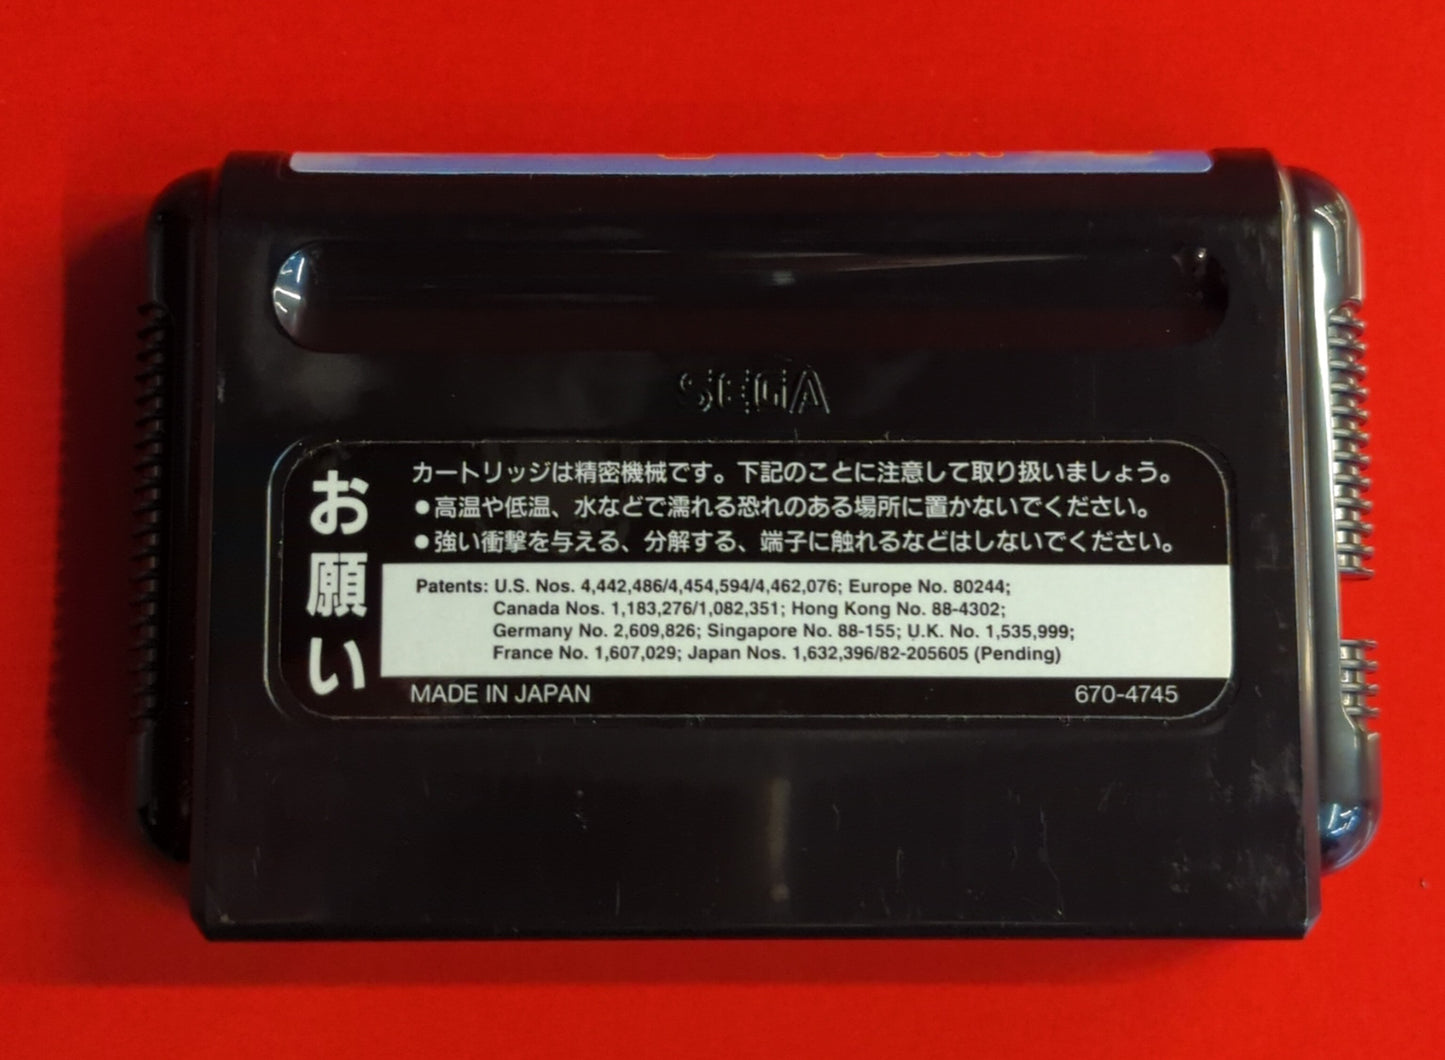 SEGA
お願い
カートリッジは精密機械です。下記のことに注意して取り扱いましょう。
●高温や低温、水などで濡れる恐れのある場所に置かないでください。
●強い衝撃を与える、分解する、端子に触れるなどはしないでください。
Patents: U.S. Nos. 4,442,486/4,454,594/4,462,076; Europe No. 80244;
Canada Nos. 1,183,276/1,082,351; Hong Kong No. 88-4302;
Germany No. 2,609,826; Singapore No. 88-155; U.K. No. 1,535,999;
France No. 1,607,029; Japan Nos. 1,632,396/82-205605 (Pending)
MADE IN JAPAN
670-4745